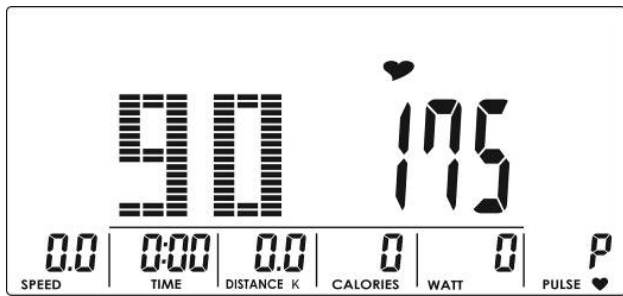 90 175
0.0 0:00 0.0 0 0 P
SPEED TIME DISTANCE K CALORIES WATT PULSE